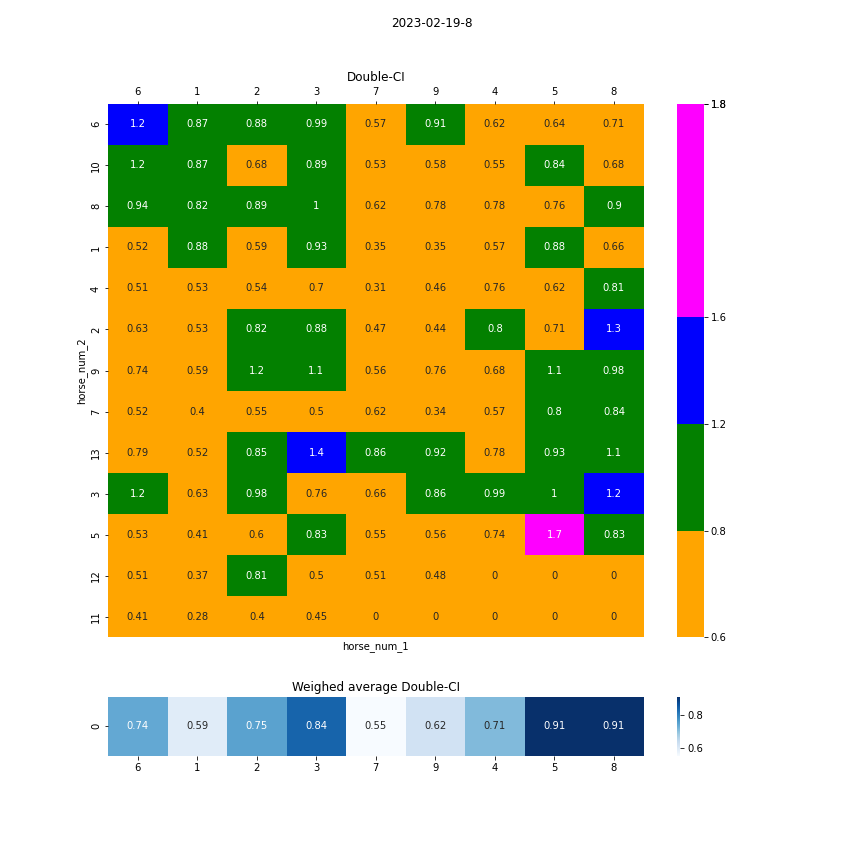 2023-02-19-8
Double-CI
6 1 2 3 7 9 4 5 8
6 1.2 0.87 0.88 0.99 0.57 0.91 0.62 0.64 0.71
10 1.2 0.87 0.68 0.89 0.53 0.58 0.55 0.84 0.68
8 0.94 0.82 0.89 1 0.62 0.78 0.78 0.76 0.9
1 0.52 0.88 0.59 0.93 0.35 0.35 0.57 0.88 0.66
4 0.51 0.53 0.54 0.7 0.31 0.46 0.76 0.62 0.81
2 0.63 0.53 0.82 0.88 0.47 0.44 0.8 0.71 1.3
9 0.74 0.59 1.2 1.1 0.56 0.76 0.68 1.1 0.98
7 0.52 0.4 0.55 0.5 0.62 0.34 0.57 0.8 0.84
13 0.79 0.52 0.85 1.4 0.86 0.92 0.78 0.93 1.1
3 1.2 0.63 0.98 0.76 0.66 0.86 0.99 1 1.2
5 0.53 0.41 0.6 0.83 0.55 0.56 0.74 1.7 0.83
12 0.51 0.37 0.81 0.5 0.51 0.48 0 0 0
11 0.41 0.28 0.4 0.45 0 0 0 0 0
horse_num_2
horse_num_1
1.8
1.6
1.2
0.8
0.6
Weighed average Double-CI
0 0.74 0.59 0.75 0.84 0.55 0.62 0.71 0.91 0.91
6 1 2 3 7 9 4 5 8
0.8
0.6